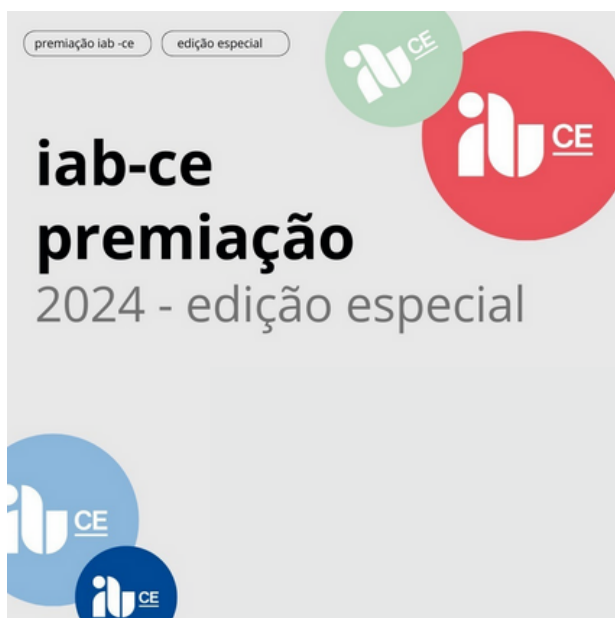 premiação iab -ce
edição especial
CE
CE
iab-ce
premiação
2024 - edição especial
CE
CE